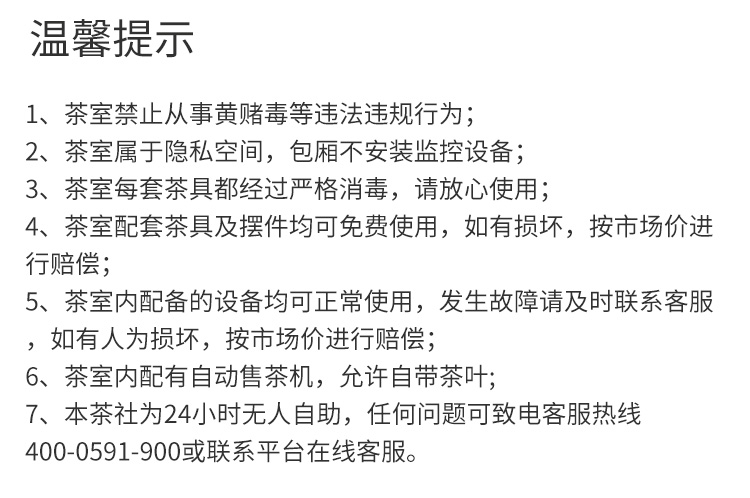 温馨提示
1、茶室禁止从事黄赌毒等违法违规行为；
2、茶室属于隐私空间，包厢不安装监控设备；
3、茶室每套茶具都经过严格消毒，请放心使用；
4、茶室配套茶具及摆件均可免费使用，如有损坏，按市场价进
行赔偿；
5、茶室内配备的设备均可正常使用，发生故障请及时联系客服
，如有人为损坏，按市场价进行赔偿；
6、茶室内配有自动售茶机，允许自带茶叶;
7、本茶社为24小时无人自助，任何问题可致电客服热线
400-0591-900或联系平台在线客服。